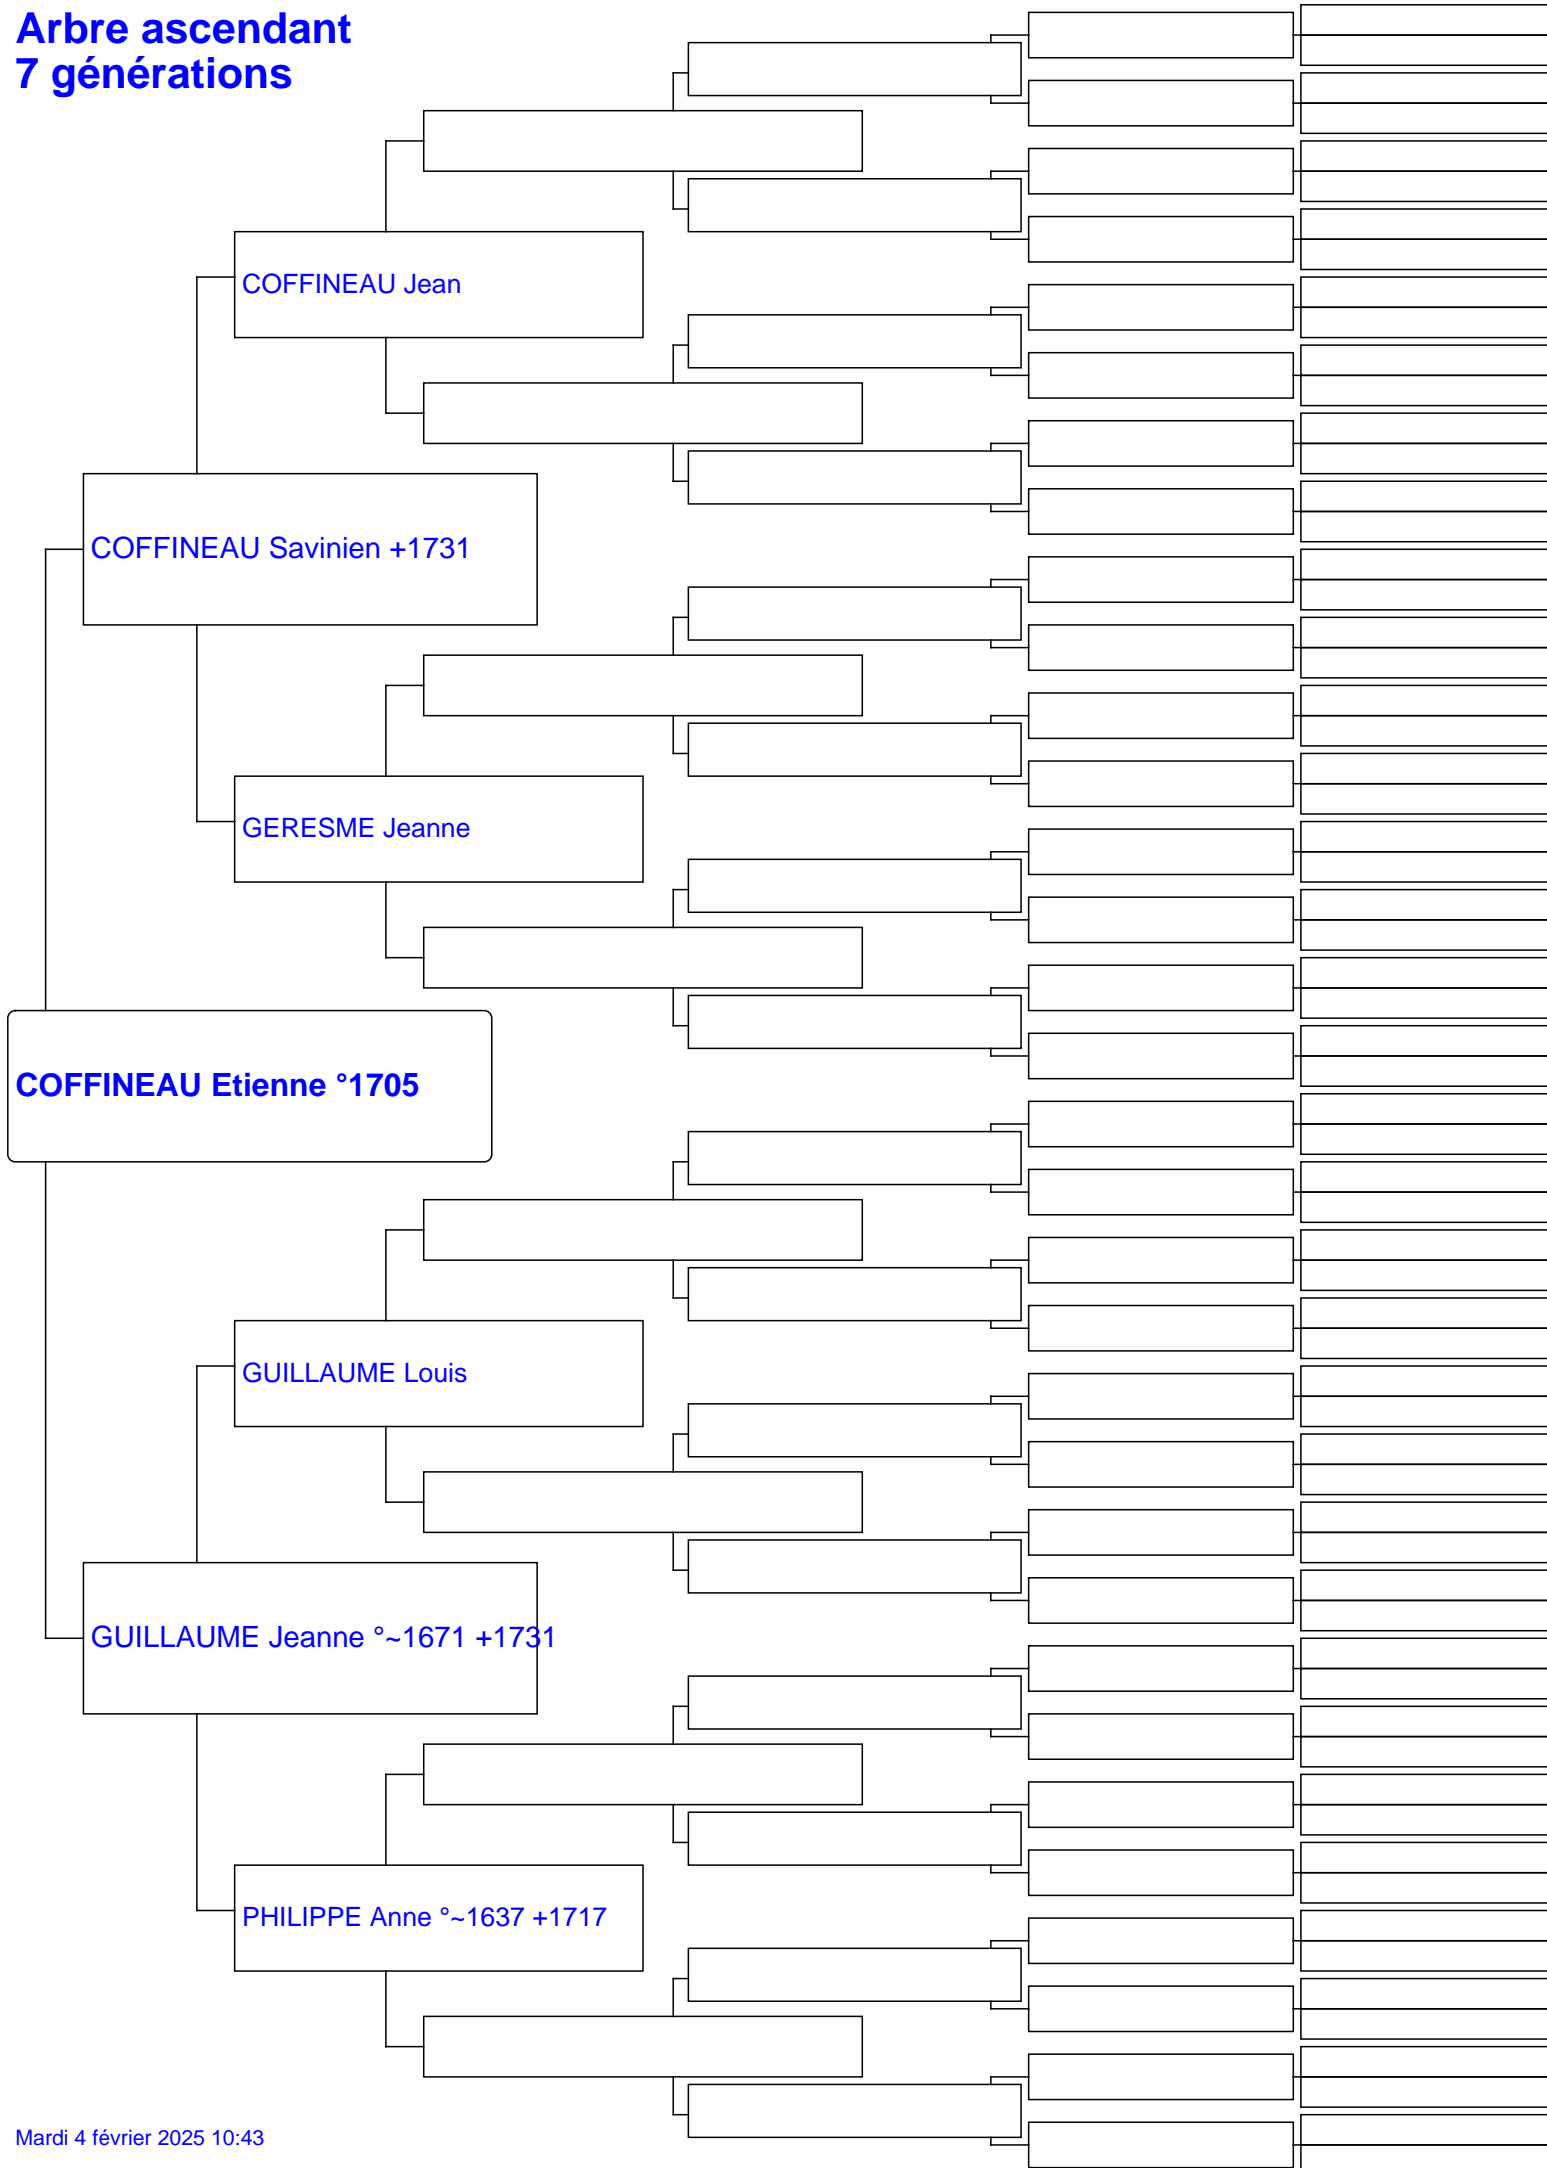 Arbre ascendant
7 générations
COFFINEAU Jean
COFFINEAU Savinien +1731
GERESME Jeanne
COFFINEAU Etienne °1705
GUILLAUME Louis
GUILLAUME Jeanne °~1671 +1731
PHILIPPE Anne °~1637 +1717
Mardi 4 février 2025 10:43